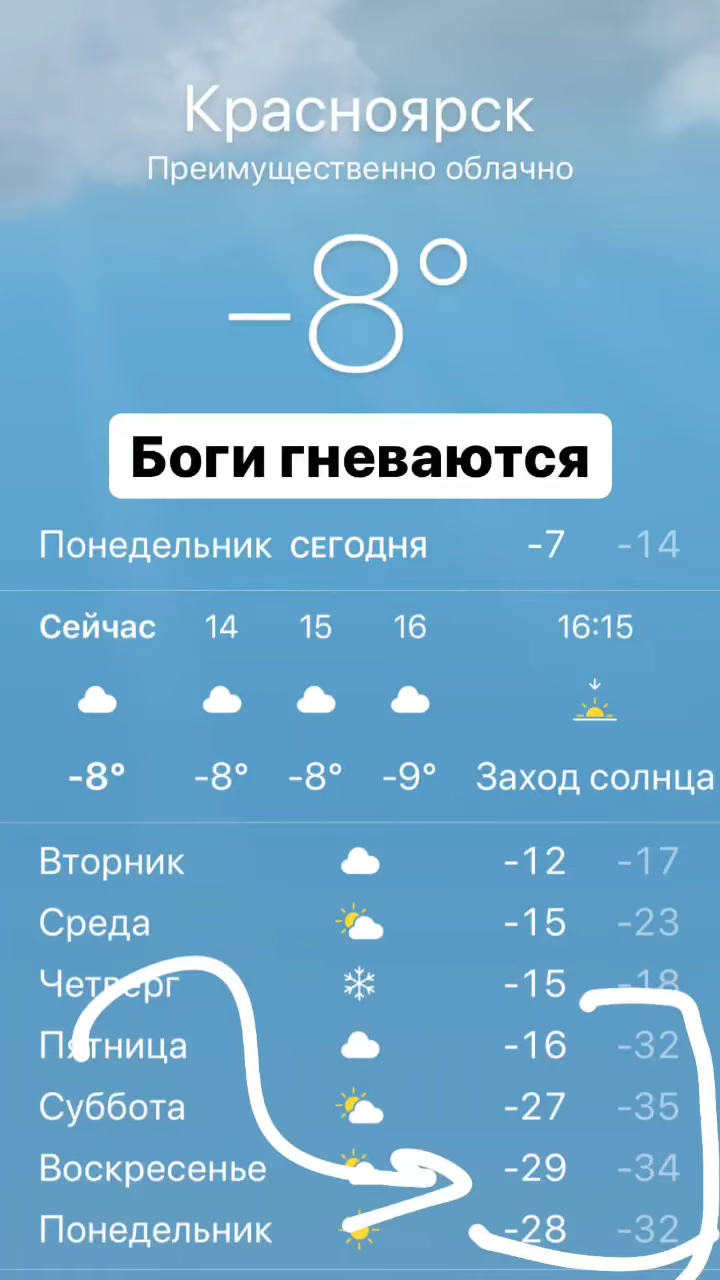 Красноярск
Преимущественно облачно
-8°
Боги гневаются
Понедельник СЕГОДНЯ -7 -14
Сейчас 14 15 16 16:15
-8° -8° -8° -9° Заход солнца
Вторник -12 -17
Среда -15 -23
Четверг -15 -18
Пятница -16 -32
Суббота -27 -35
Воскресенье -29 -34
Понедельник -28 -32